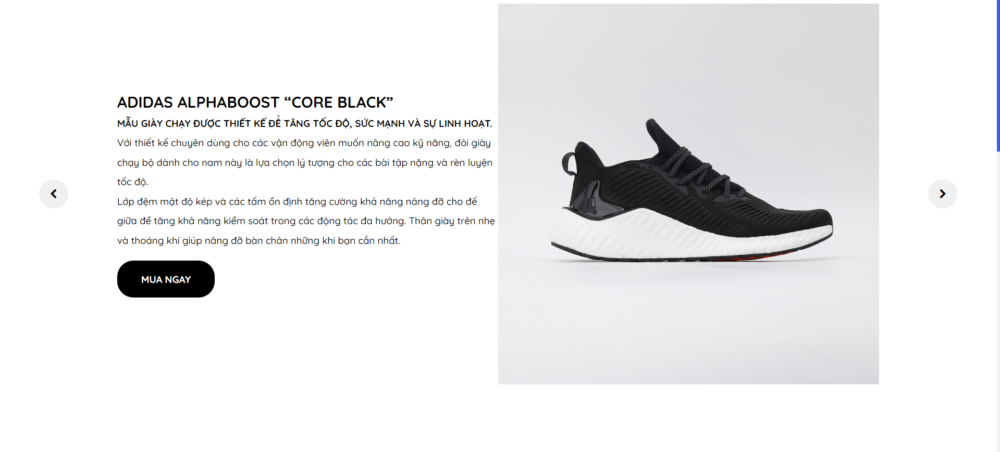 ADIDAS ALPHABOOST “CORE BLACK”
MẪU GIÀY CHẠY ĐƯỢC THIẾT KẾ ĐỂ TĂNG TỐC ĐỘ, SỨC MẠNH VÀ SỰ LINH HOẠT.
Với thiết kế chuyên dùng cho các vận động viên muốn nâng cao kỹ năng, đôi giày
chạy bộ dành cho nam này là lựa chọn lý tượng cho các bài tập nặng và rèn luyện
tốc độ.
Lớp đệm mật độ kép và các tấm ổn định tăng cường khả năng nâng đỡ cho đế
giữa để tăng khả năng kiểm soát trong các động tác đa hướng. Thân giày trên nhẹ
và thoáng khí giúp nâng đỡ bàn chân những khi bạn cần nhất.
MUA NGAY
adidas